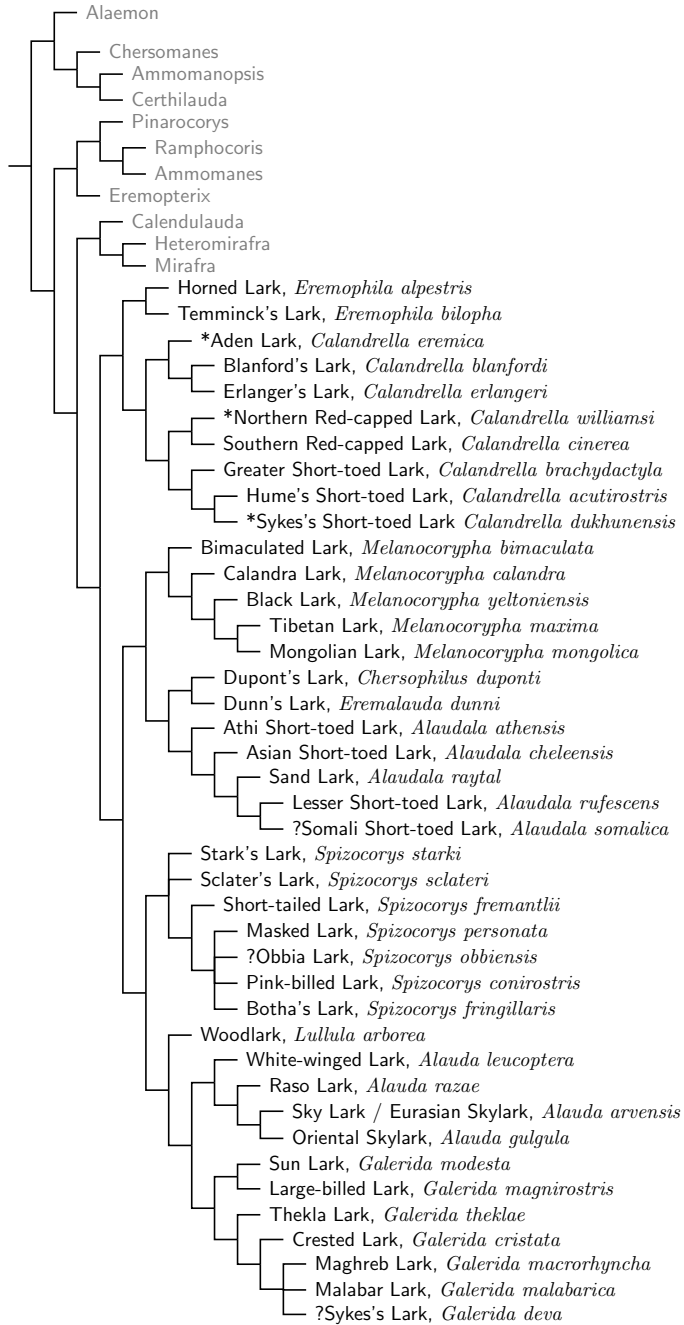 Alaemon
Chersomanes
Ammomanopsis
Certhilauda
Pinarocorys
Ramphocoris
Ammomanes
Eremopterix
Calendulauda
Heteromirafra
Mirafra
Horned Lark, Eremophila alpestris
Temminck's Lark, Eremophila bilopha
*Aden Lark, Calandrella eremica
Blanford's Lark, Calandrella blanfordi
Erlanger's Lark, Calandrella erlangeri
*Northern Red-capped Lark, Calandrella williamsi
Southern Red-capped Lark, Calandrella cinerea
Greater Short-toed Lark, Calandrella brachydactyla
Hume's Short-toed Lark, Calandrella acutirostris
*Sykes's Short-toed Lark Calandrella dukhunensis
Bimaculated Lark, Melanocorypha bimaculata
Calandra Lark, Melanocorypha calandra
Black Lark, Melanocorypha yeltoniensis
Tibetan Lark, Melanocorypha maxima
Mongolian Lark, Melanocorypha mongolica
Dupont's Lark, Chersophilus duponti
Dunn's Lark, Eremalauda dunni
Athi Short-toed Lark, Alaudala athensis
Asian Short-toed Lark, Alaudala cheleensis
Sand Lark, Alaudala raytal
Lesser Short-toed Lark, Alaudala rufescens
?Somali Short-toed Lark, Alaudala somalica
Stark's Lark, Spizocorys starki
Sclater's Lark, Spizocorys sclateri
Short-tailed Lark, Spizocorys fremantlii
Masked Lark, Spizocorys personata
?Obbia Lark, Spizocorys obbiensis
Pink-billed Lark, Spizocorys conirostris
Botha's Lark, Spizocorys fringillaris
Woodlark, Lullula arborea
White-winged Lark, Alauda leucoptera
Raso Lark, Alauda razae
Sky Lark / Eurasian Skylark, Alauda arvensis
Oriental Skylark, Alauda gulgula
Sun Lark, Galerida modesta
Large-billed Lark, Galerida magnirostris
Thekla Lark, Galerida theklae
Crested Lark, Galerida cristata
Maghreb Lark, Galerida macrorhyncha
Malabar Lark, Galerida malabarica
?Sykes's Lark, Galerida deva